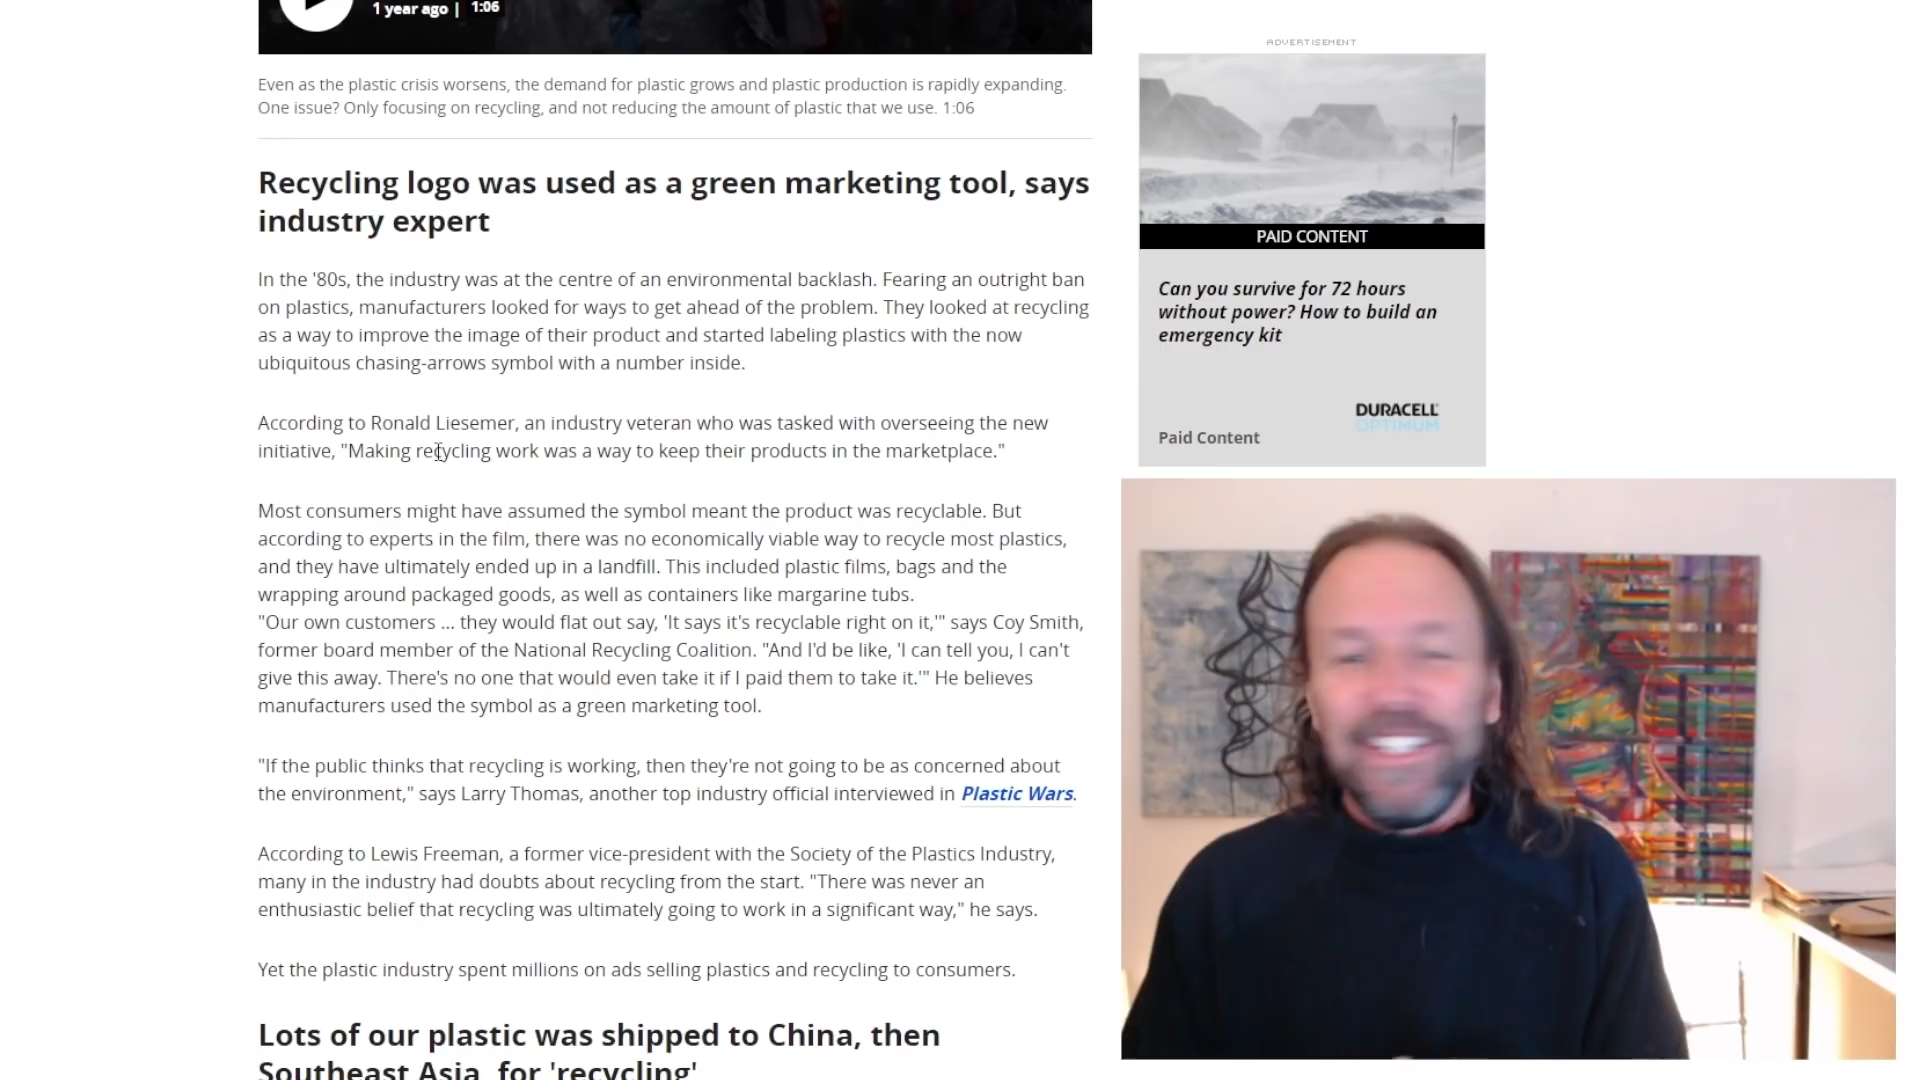 1 year ago | 1:06
Even as the plastic crisis worsens, the demand for plastic grows and plastic production is rapidly expanding.
One issue? Only focusing on recycling, and not reducing the amount of plastic that we use. 1:06
Recycling logo was used as a green marketing tool, says
industry expert
In the '80s, the industry was at the centre of an environmental backlash. Fearing an outright ban
on plastics, manufacturers looked for ways to get ahead of the problem. They looked at recycling
as a way to improve the image of their product and started labeling plastics with the now
ubiquitous chasing-arrows symbol with a number inside.
According to Ronald Liesemer, an industry veteran who was tasked with overseeing the new
initiative, "Making recycling work was a way to keep their products in the marketplace."
Most consumers might have assumed the symbol meant the product was recyclable. But
according to experts in the film, there was no economically viable way to recycle most plastics,
and they have ultimately ended up in a landfill. This included plastic films, bags and the
wrapping around packaged goods, as well as containers like margarine tubs.
"Our own customers ... they would flat out say, 'It says it's recyclable right on it,'" says Coy Smith,
former board member of the National Recycling Coalition. "And I'd be like, 'I can tell you, I can't
give this away. There's no one that would even take it if I paid them to take it.'" He believes
manufacturers used the symbol as a green marketing tool.
"If the public thinks that recycling is working, then they're not going to be as concerned about
the environment," says Larry Thomas, another top industry official interviewed in Plastic Wars.
According to Lewis Freeman, a former vice-president with the Society of the Plastics Industry,
many in the industry had doubts about recycling from the start. "There was never an
enthusiastic belief that recycling was ultimately going to work in a significant way," he says.
Yet the plastic industry spent millions on ads selling plastics and recycling to consumers.
Lots of our plastic was shipped to China, then
Southeast Asia, for 'recycling'
ADVERTISEMENT
PAID CONTENT
Can you survive for 72 hours
without power? How to build an
emergency kit
DURACELL
OPTIMUM
Paid Content